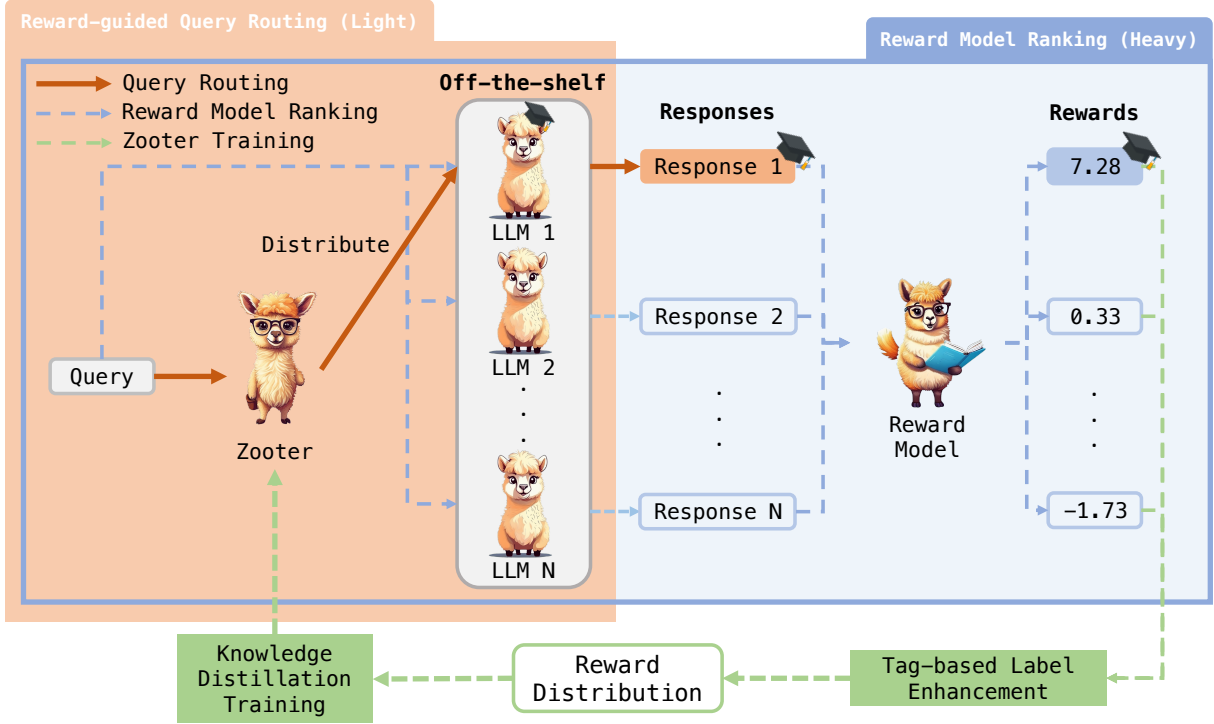 Reward-guided Query Routing (Light)
Reward Model Ranking (Heavy)
Query Routing
Reward Model Ranking
Zooter Training
Off-the-shelf
Responses
Rewards
Response 1
7.28
LLM 1
Distribute
Response 2
0.33
LLM 2
Query
Zooter
.
.
.
.
.
.
Reward
Model
.
.
.
Response N
-1.73
LLM N
Knowledge
Distillation
Training
Reward
Distribution
Tag-based Label
Enhancement